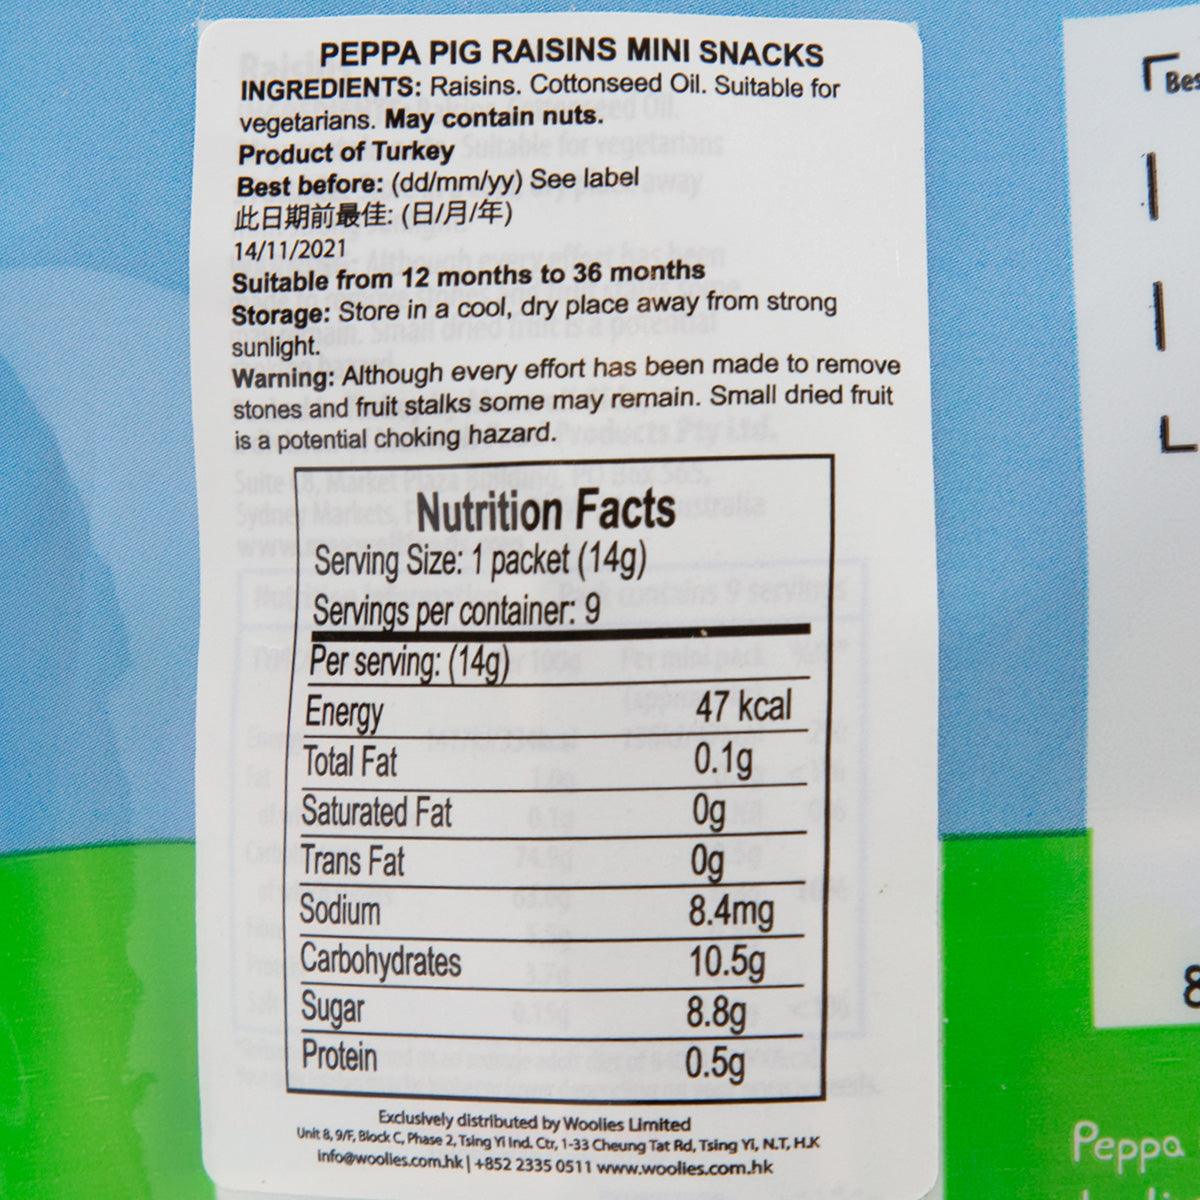 PEPPA PIG RAISINS MINI SNACKS
INGREDIENTS: Raisins. Cottonseed Oil. Suitable for
vegetarians. May contain nuts.
Product of Turkey
Best before: (dd/mm/yy) See label
此日期前最佳: (日/月/年)
14/11/2021
Suitable from 12 months to 36 months
Storage: Store in a cool, dry place away from strong
sunlight.
Warning: Although every effort has been made to remove
stones and fruit stalks some may remain. Small dried fruit
is a potential choking hazard.
Nutrition Facts
Serving Size: 1 packet (14g)
Servings per container: 9
Per serving: (14g)
Energy 47 kcal
Total Fat 0.1g
Saturated Fat 0g
Trans Fat 0g
Sodium 8.4mg
Carbohydrates 10.5g
Sugar 8.8g
Protein 0.5g
Exclusively distributed by Woolies Limited
Unit 8, 9/F, Block C, Phase 2, Tsing Yi Ind. Ctr, 1-33 Cheung Tat Rd, Tsing Yi, N.T, H.K
info@woolies.com.hk | +852 2335 0511 www.woolies.com.hk
Peppa